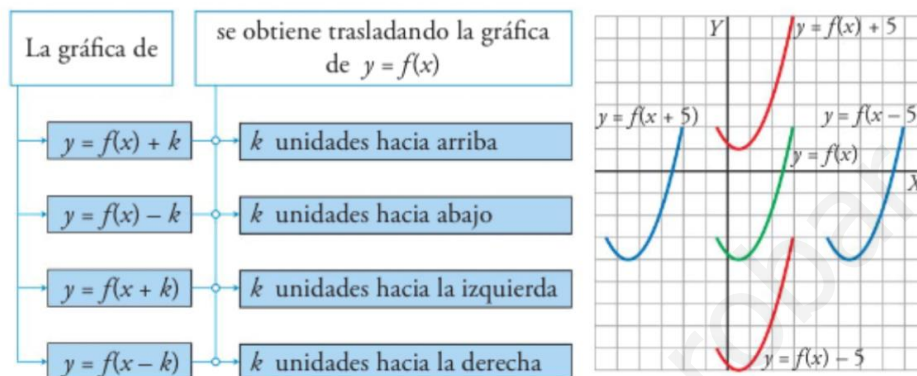 La gráfica de
se obtiene trasladando la gráfica
de y = f(x)
y = f(x) + k
k unidades hacia arriba
y = f(x) – k
k unidades hacia abajo
y = f(x + k)
k unidades hacia la izquierda
y = f(x – k)
k unidades hacia la derecha
Y
y = f(x) + 5
y = f(x + 5)
y = f(x – 5
y = f(x)
X
y = f(x) – 5
robar